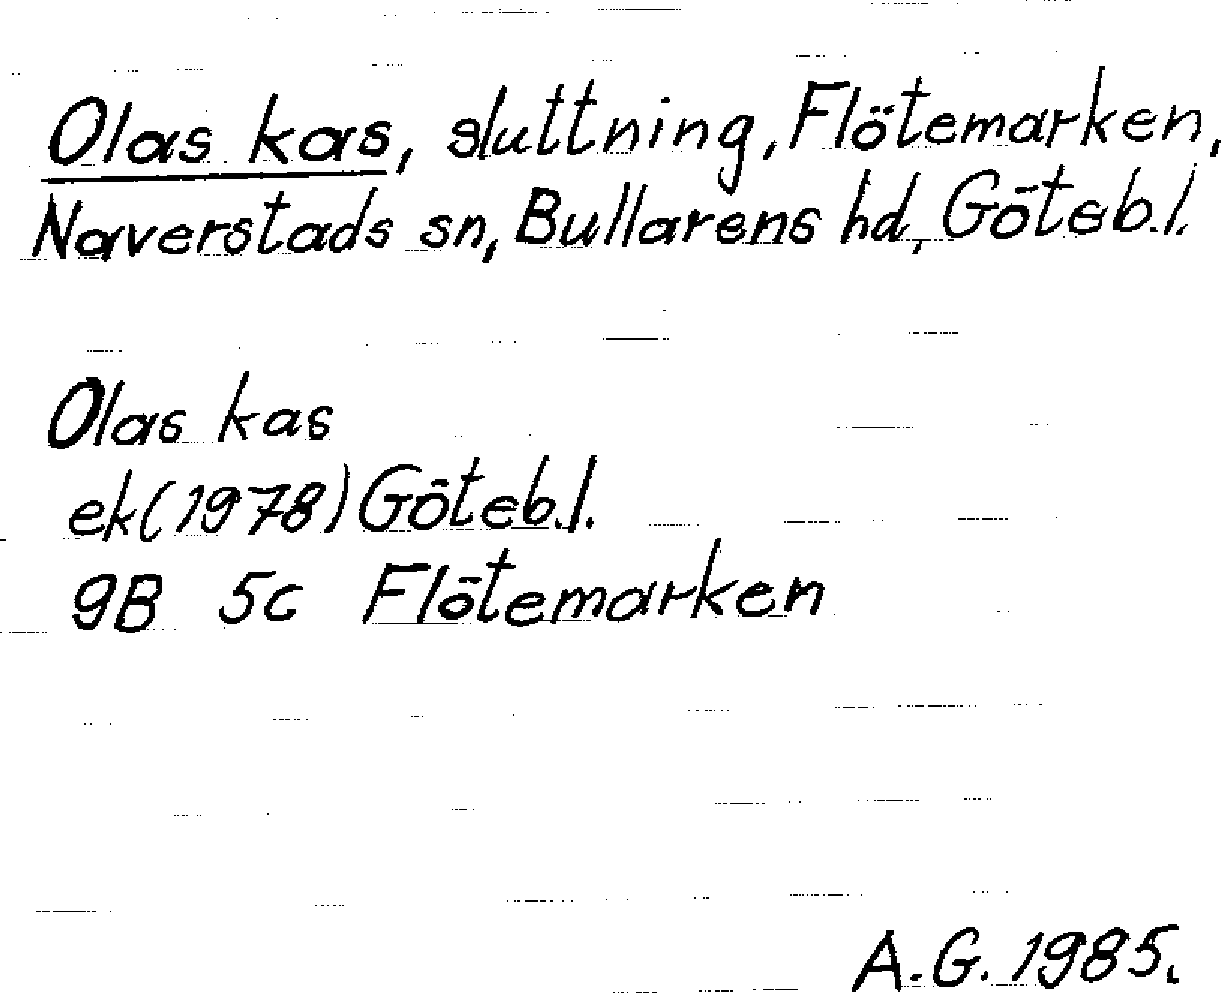 Olas kas, sluttning, Flötemarken,
Naverstads sn, Bullarens hd, Göteb.l.
Olas kas
ek(1978) Göteb.l.
9B 5c Flötemarken
A.G. 1985.